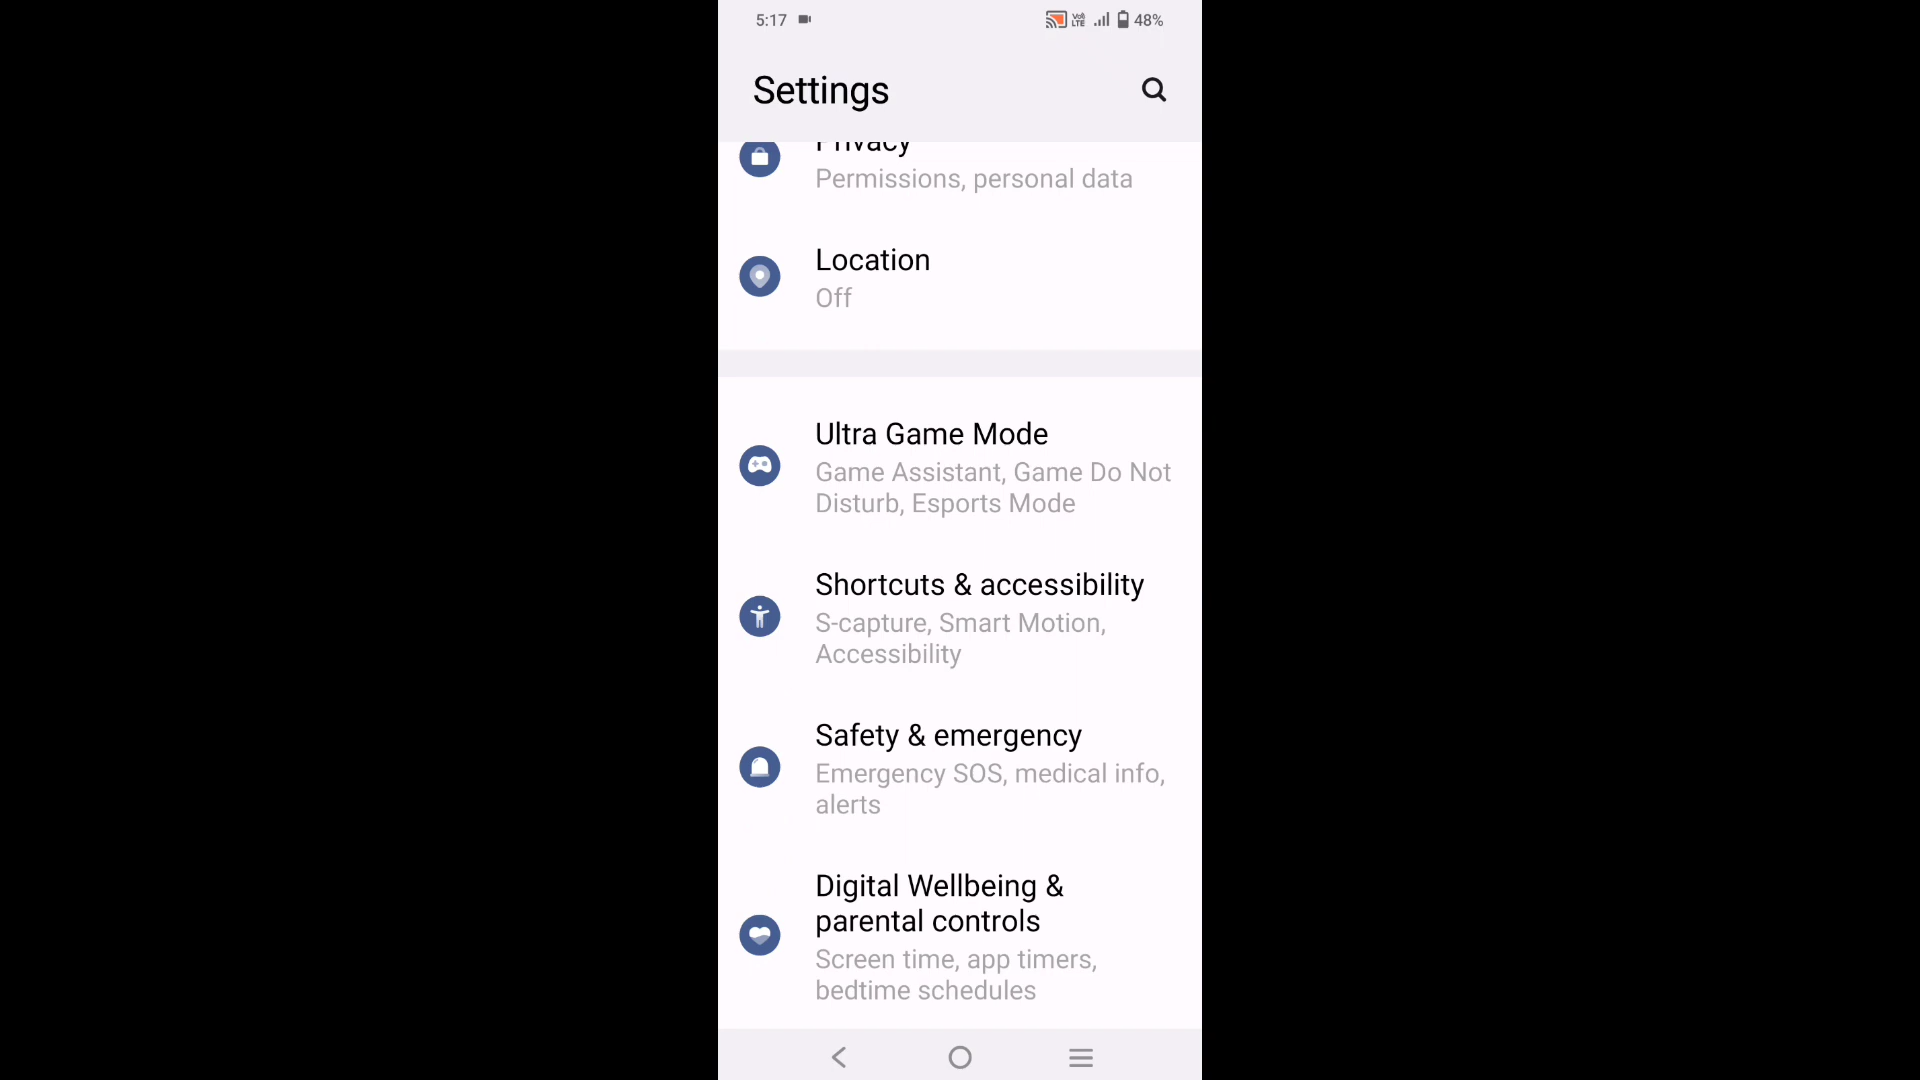 5:17
Vo) LTE 48%
Settings
Privacy
Permissions, personal data
Location
Off
Ultra Game Mode
Game Assistant, Game Do Not
Disturb, Esports Mode
Shortcuts & accessibility
S-capture, Smart Motion,
Accessibility
Safety & emergency
Emergency SOS, medical info,
alerts
Digital Wellbeing &
parental controls
Screen time, app timers,
bedtime schedules